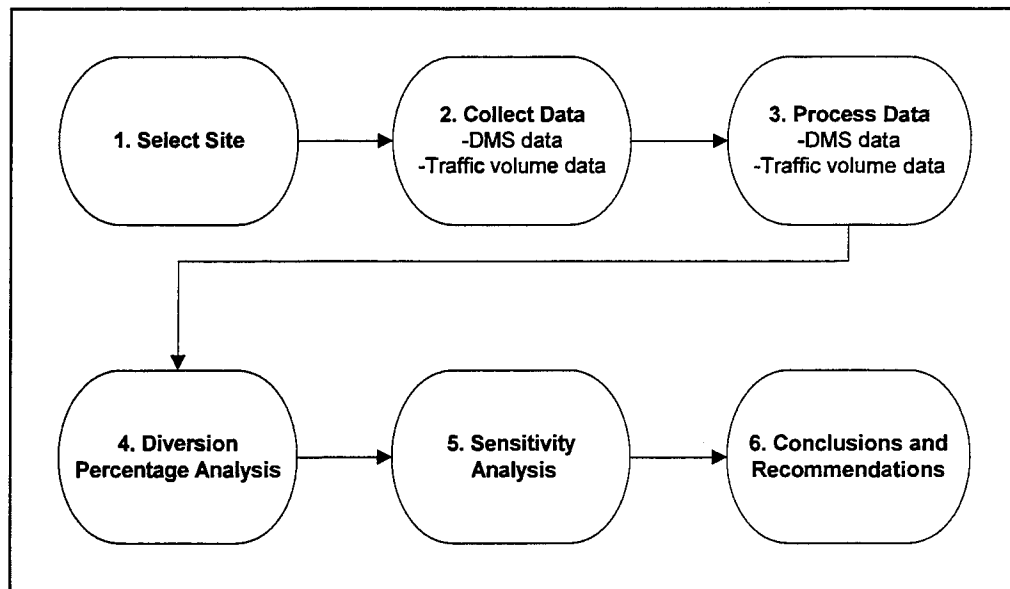 1. Select Site
2. Collect Data
-DMS data
-Traffic volume data
3. Process Data
-DMS data
-Traffic volume data
4. Diversion
Percentage Analysis
5. Sensitivity
Analysis
6. Conclusions and
Recommendations